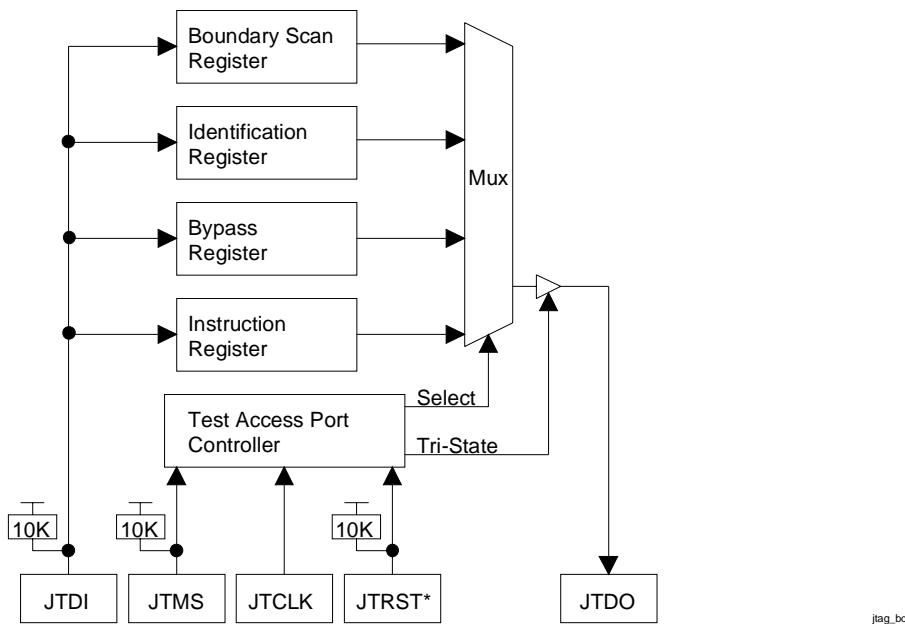 Boundary Scan
Register
Identification
Register
Mux
Bypass
Register
Instruction
Register
Select
Test Access Port
Controller
Tri-State
10K
10K
10K
JTDI
JTMS
JTCLK
JTRST*
JTDO